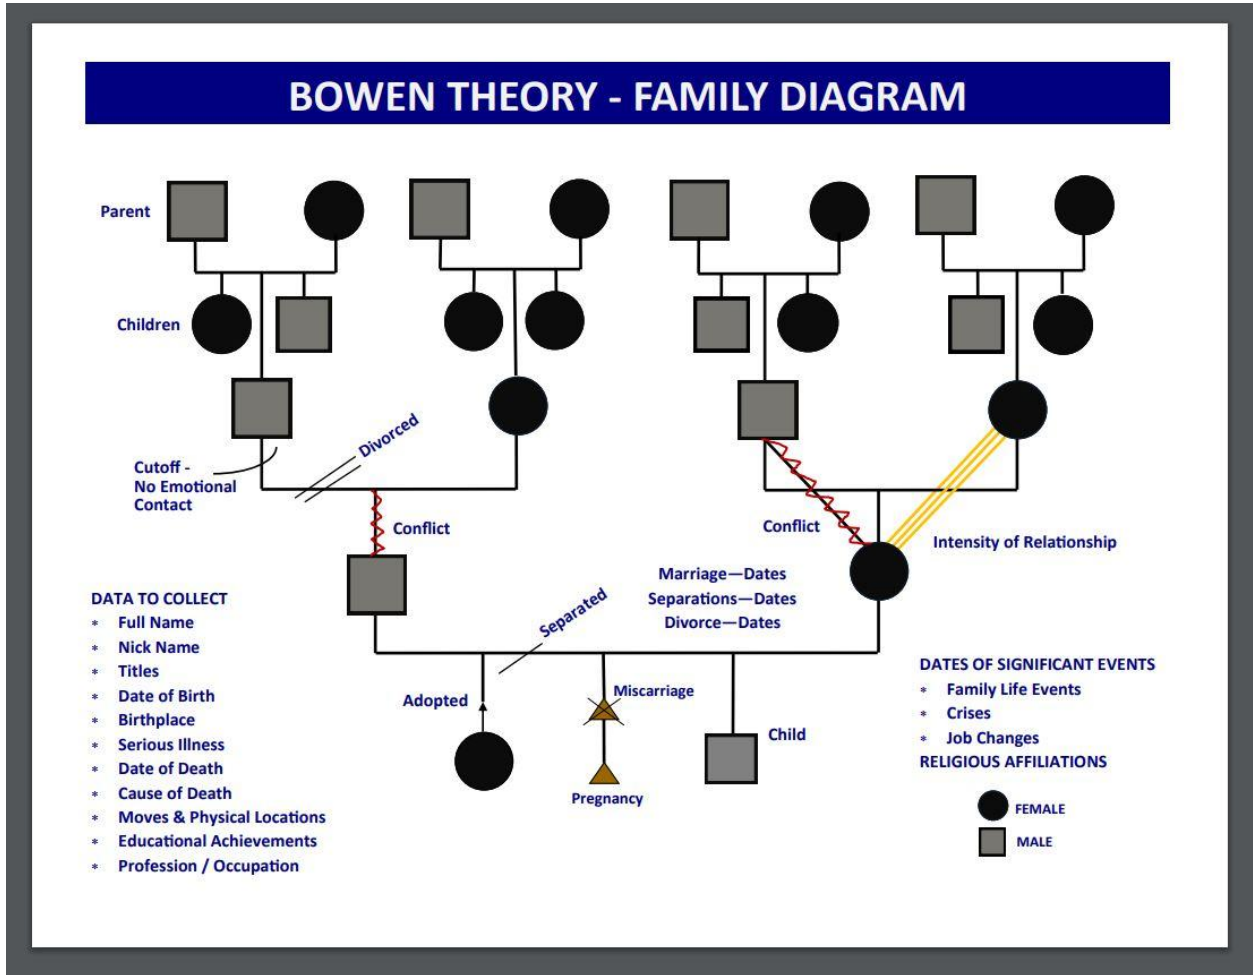 BOWEN THEORY - FAMILY DIAGRAM
Parent
Children
Divorced
Cutoff -
No Emotional
Contact
Conflict
Conflict
Intensity of Relationship
Marriage—Dates
Separations—Dates
Divorce—Dates
Separated
DATA TO COLLECT
* Full Name
* Nick Name
* Titles
* Date of Birth
* Birthplace
* Serious Illness
* Date of Death
* Cause of Death
* Moves & Physical Locations
* Educational Achievements
* Profession / Occupation
Adopted
Miscarriage
Pregnancy
Child
DATES OF SIGNIFICANT EVENTS
* Family Life Events
* Crises
* Job Changes
RELIGIOUS AFFILIATIONS
FEMALE
MALE